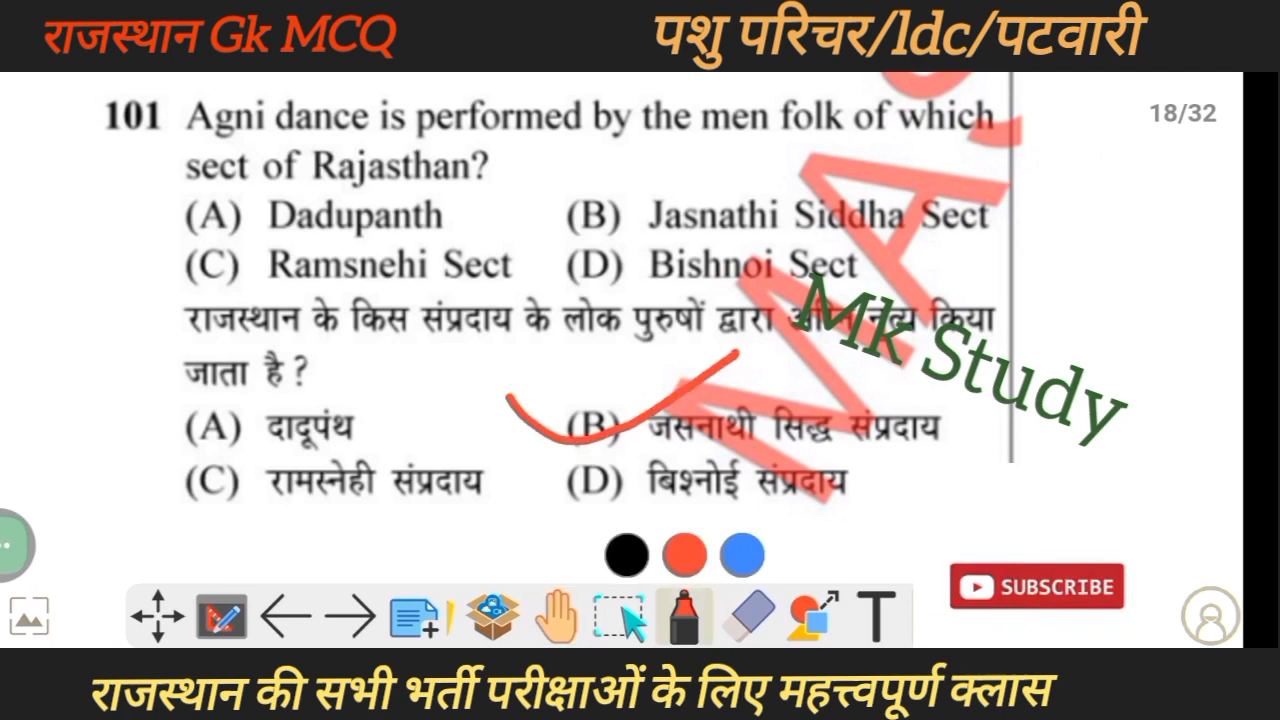 राजस्थान Gk MCQ
पशु परिचर/ldc/पटवारी
18/32
101 Agni dance is performed by the men folk of which
sect of Rajasthan?
(A) Dadupanth (B) Jasnathi Siddha Sect
(C) Ramsnehi Sect (D) Bishnoi Sect
राजस्थान के किस संप्रदाय के लोक पुरुषों द्वारा अग्नि नृत्य किया
जाता है ?
(A) दादूपंथ (B) जसनाथी सिद्ध संप्रदाय
(C) रामस्नेही संप्रदाय (D) बिश्नोई संप्रदाय
Mk Study
SUBSCRIBE
T
राजस्थान की सभी भर्ती परीक्षाओं के लिए महत्त्वपूर्ण क्लास